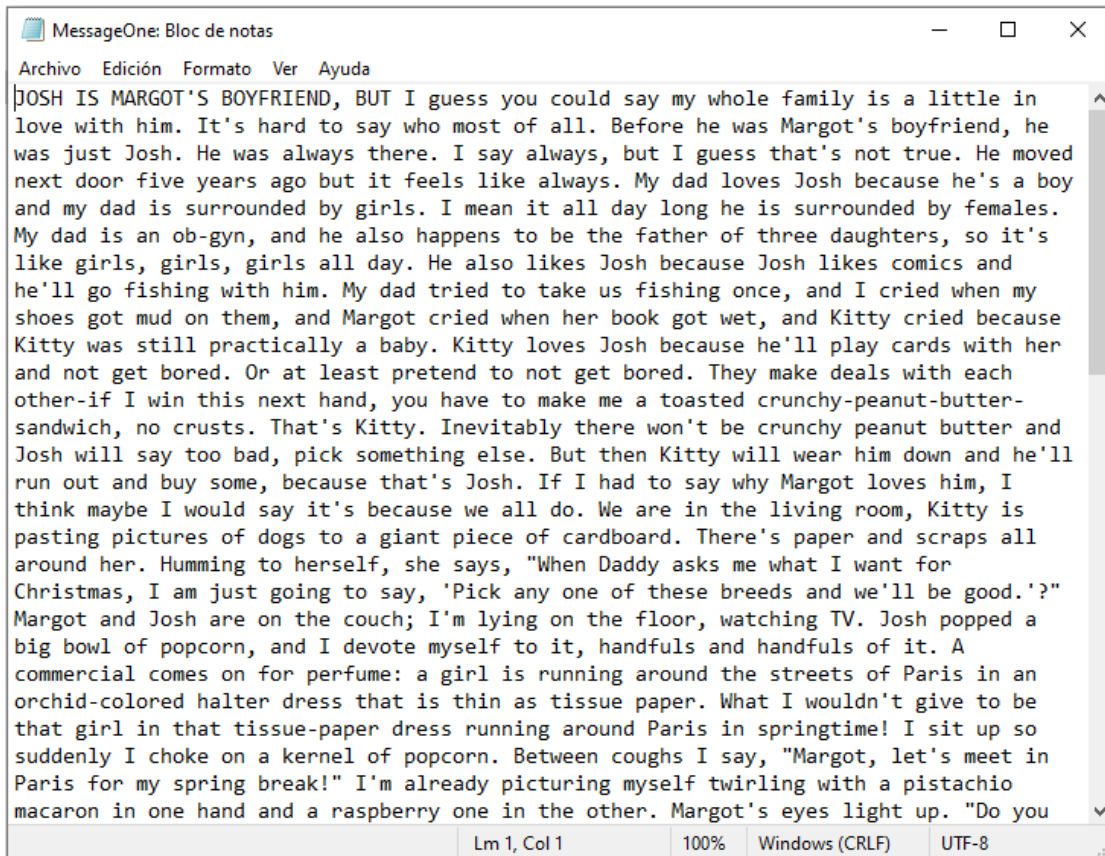 MessageOne: Bloc de notas
Archivo Edición Formato Ver Ayuda
JOSH IS MARGOT'S BOYFRIEND, BUT I guess you could say my whole family is a little in
love with him. It's hard to say who most of all. Before he was Margot's boyfriend, he
was just Josh. He was always there. I say always, but I guess that's not true. He moved
next door five years ago but it feels like always. My dad loves Josh because he's a boy
and my dad is surrounded by girls. I mean it all day long he is surrounded by females.
My dad is an ob-gyn, and he also happens to be the father of three daughters, so it's
like girls, girls, girls all day. He also likes Josh because Josh likes comics and
he'll go fishing with him. My dad tried to take us fishing once, and I cried when my
shoes got mud on them, and Margot cried when her book got wet, and Kitty cried because
Kitty was still practically a baby. Kitty loves Josh because he'll play cards with her
and not get bored. Or at least pretend to not get bored. They make deals with each
other-if I win this next hand, you have to make me a toasted crunchy-peanut-butter-
sandwich, no crusts. That's Kitty. Inevitably there won't be crunchy peanut butter and
Josh will say too bad, pick something else. But then Kitty will wear him down and he'll
run out and buy some, because that's Josh. If I had to say why Margot loves him, I
think maybe I would say it's because we all do. We are in the living room, Kitty is
pasting pictures of dogs to a giant piece of cardboard. There's paper and scraps all
around her. Humming to herself, she says, "When Daddy asks me what I want for
Christmas, I am just going to say, 'Pick any one of these breeds and we'll be good.'?"
Margot and Josh are on the couch; I'm lying on the floor, watching TV. Josh popped a
big bowl of popcorn, and I devote myself to it, handfuls and handfuls of it. A
commercial comes on for perfume: a girl is running around the streets of Paris in an
orchid-colored halter dress that is thin as tissue paper. What I wouldn't give to be
that girl in that tissue-paper dress running around Paris in springtime! I sit up so
suddenly I choke on a kernel of popcorn. Between coughs I say, "Margot, let's meet in
Paris for my spring break!" I'm already picturing myself twirling with a pistachio
macaron in one hand and a raspberry one in the other. Margot's eyes light up. "Do you
Lm 1, Col 1 100% Windows (CRLF) UTF-8